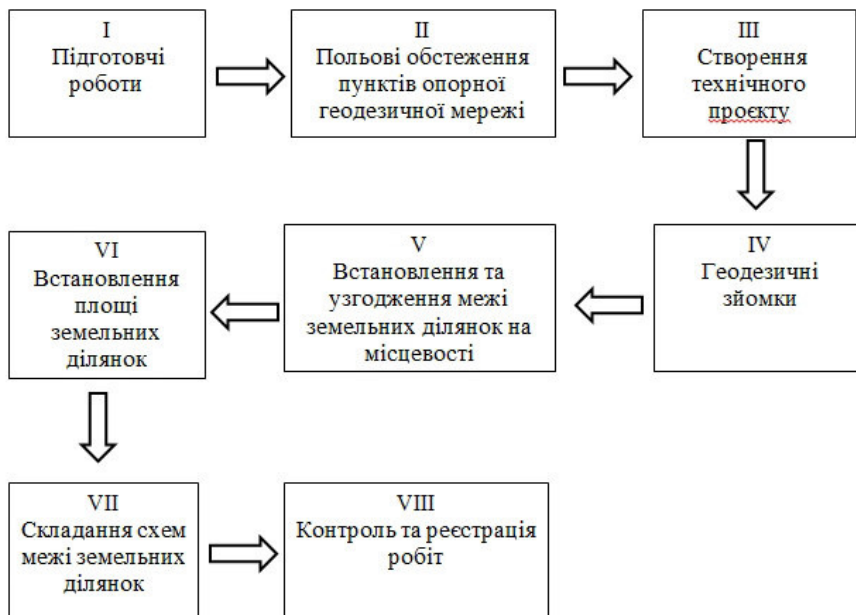 I
Підготовчі
роботи
II
Польові обстеження
пунктів опорної
геодезичної мережі
III
Створення
технічного
проєкту
IV
Геодезичні
зйомки
V
Встановлення та
узгодження межі
земельних ділянок на
місцевості
VI
Встановлення
площі
земельних
ділянок
VII
Складання схем
межі земельних
ділянок
VIII
Контроль та реєстрація
робіт